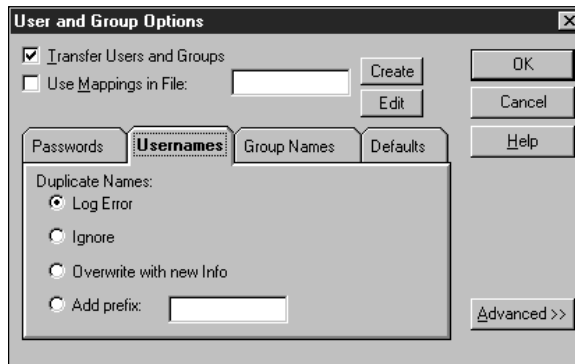 User and Group Options
Transfer Users and Groups
Use Mappings in File:
Create
Edit
OK
Cancel
Help
Passwords
Usernames
Group Names
Defaults
Duplicate Names:
Log Error
Ignore
Overwrite with new Info
Add prefix:
Advanced >>